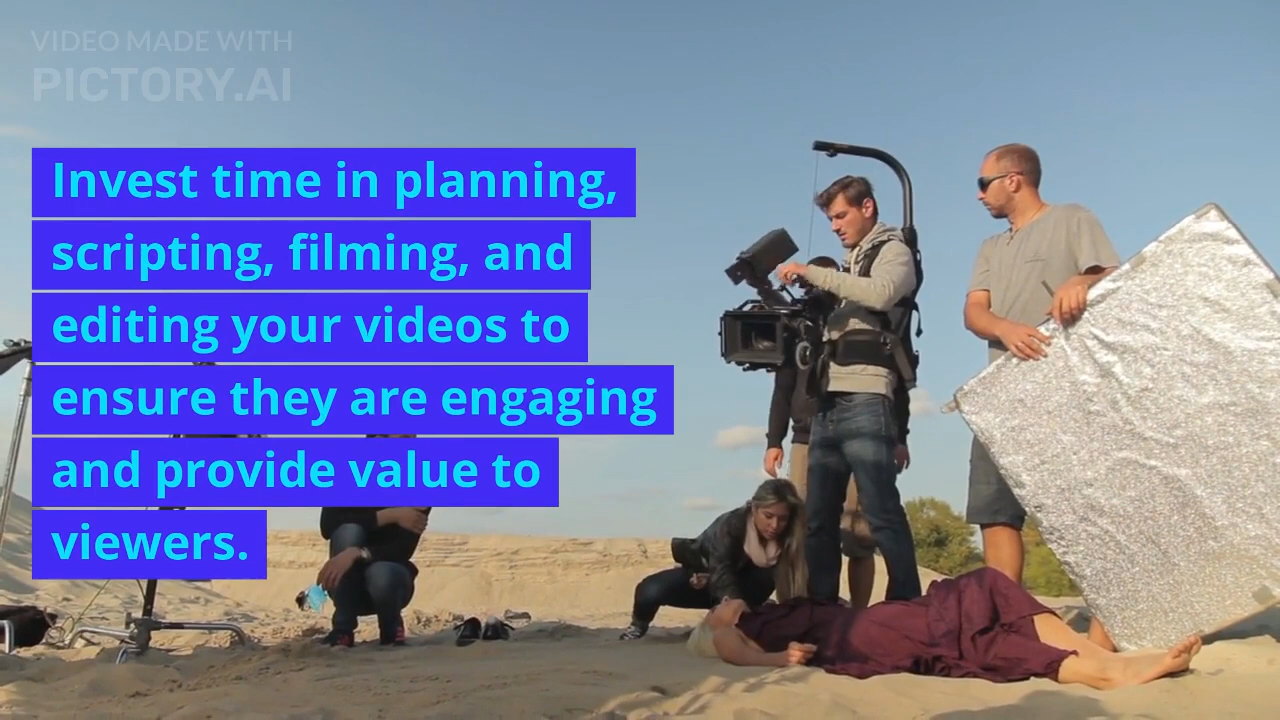 VIDEO MADE WITH
PICTORY.AI
Invest time in planning,
scripting, filming, and
editing your videos to
ensure they are engaging
and provide value to
viewers.